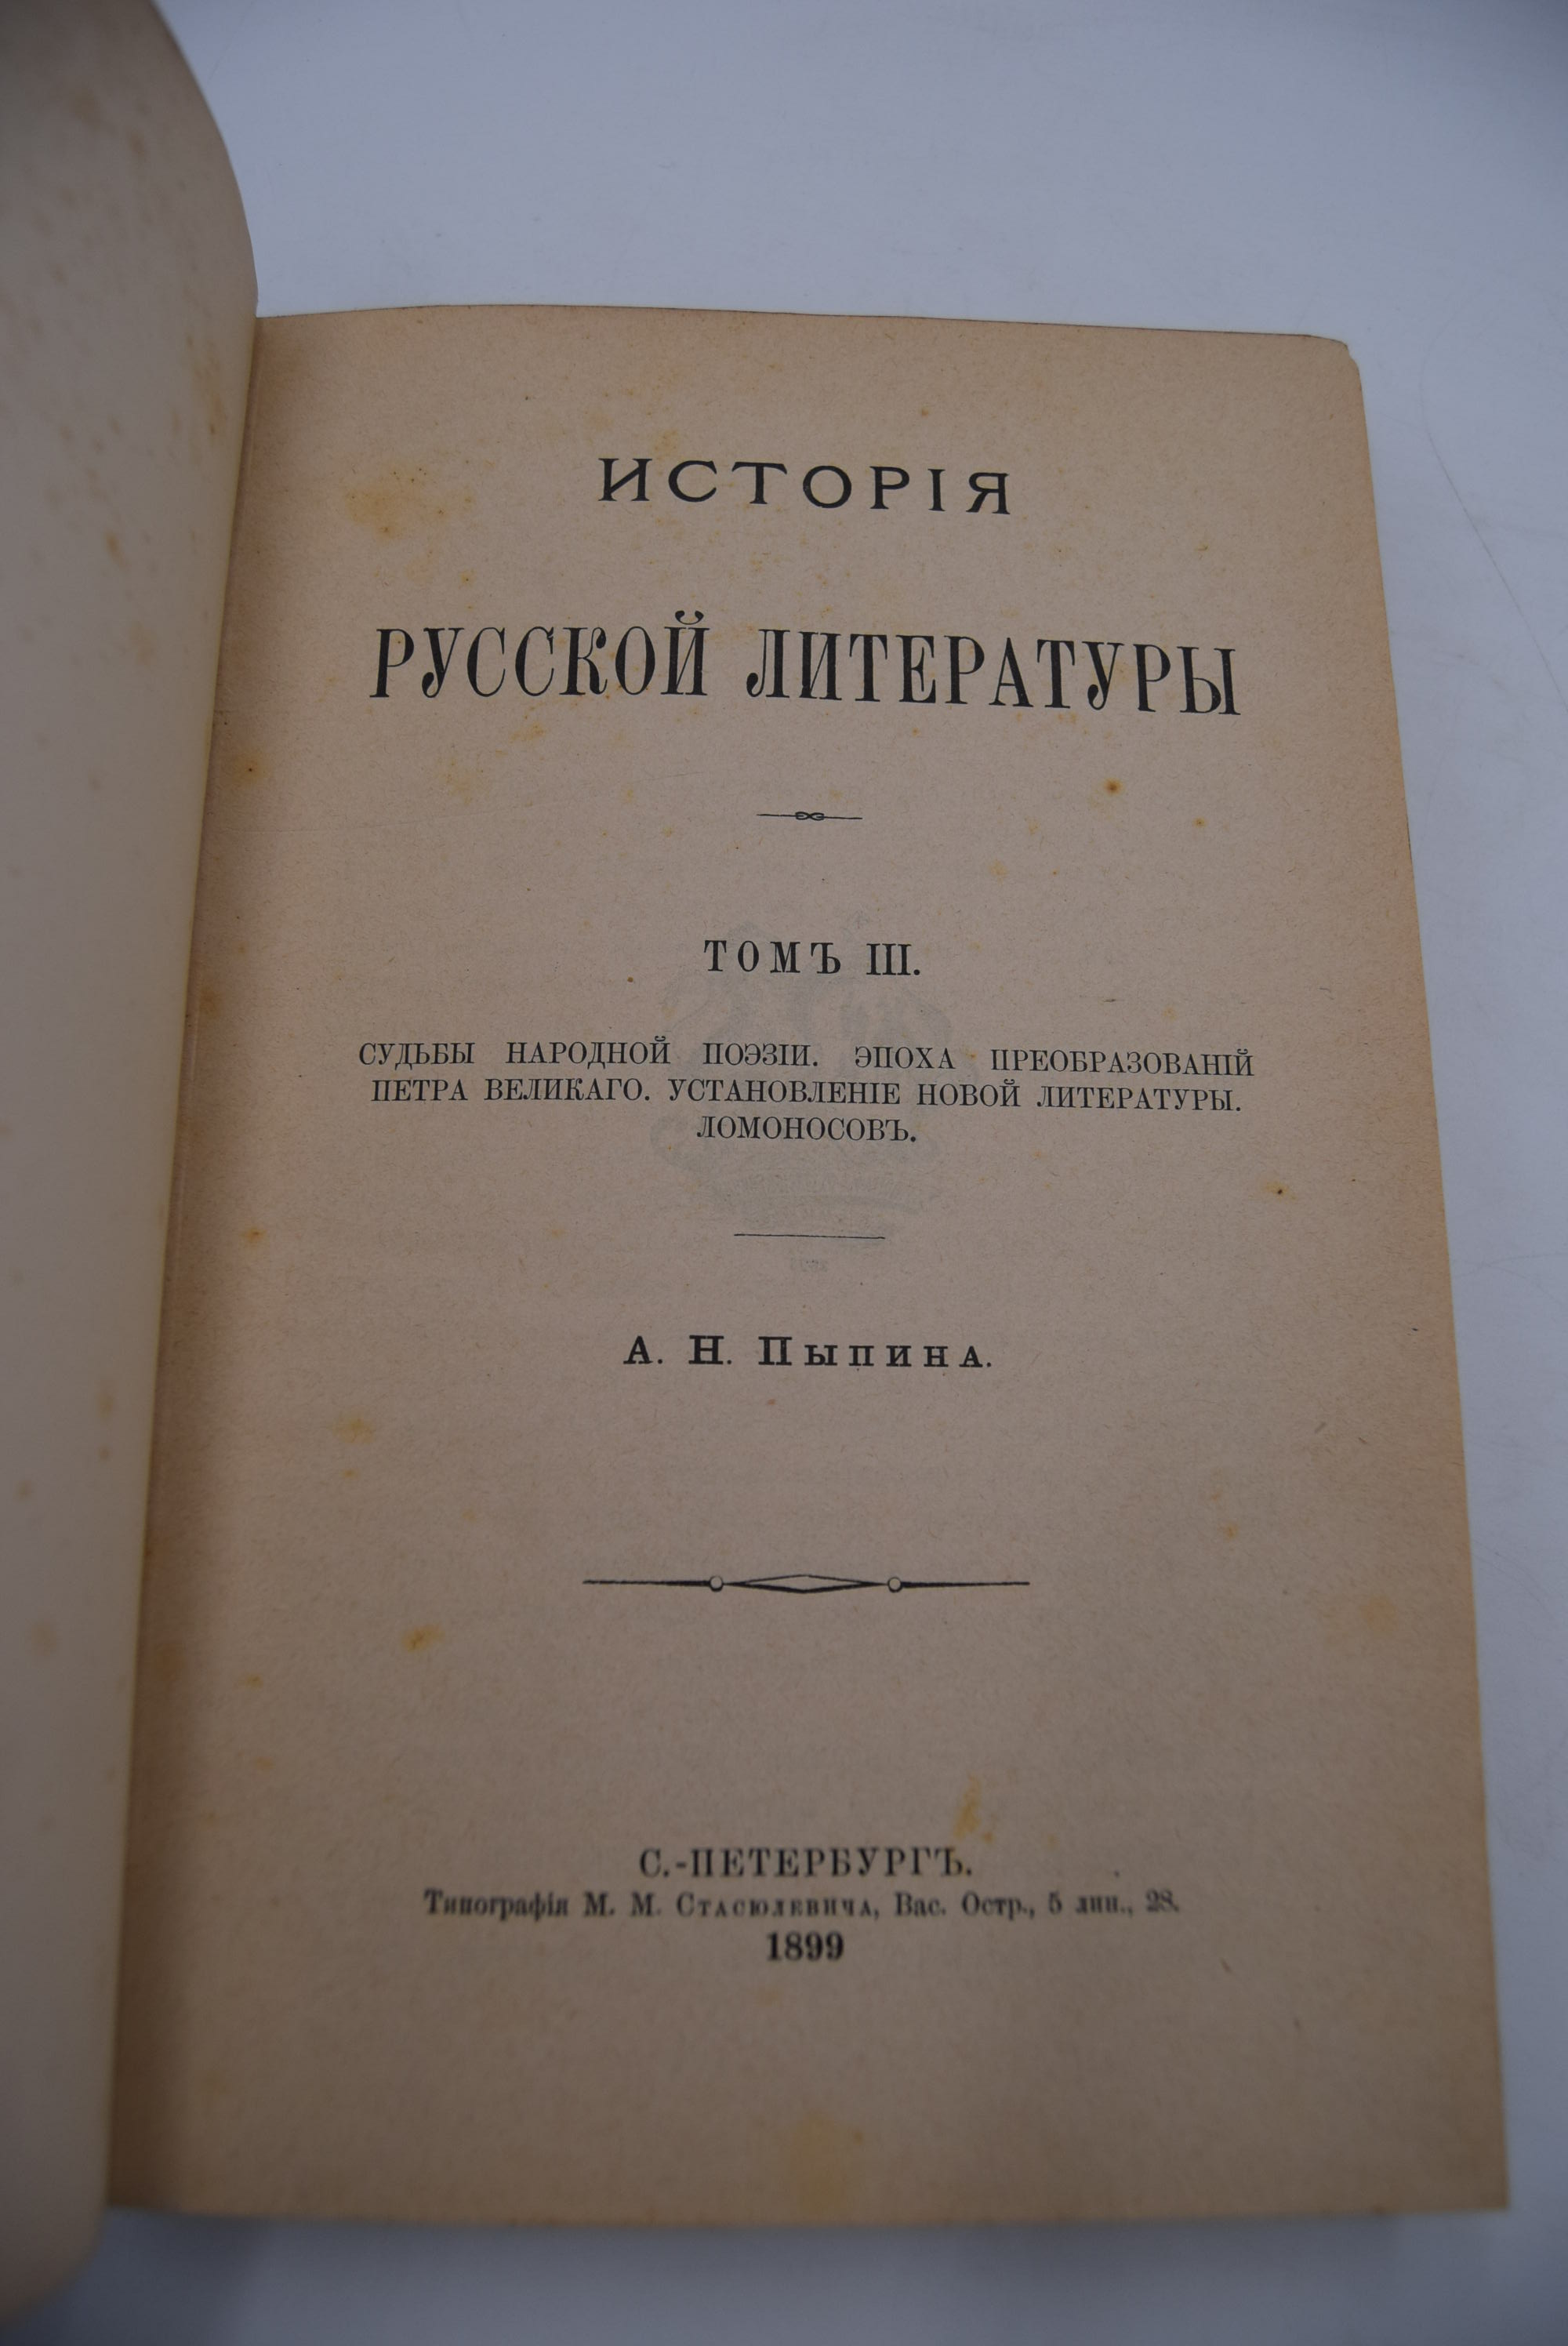 ИСТОРІЯ
РУССКОЙ ЛИТЕРАТУРЫ
ТОМЪ III.
СУДЬБЫ НАРОДНОЙ ПОЭЗІИ. ЭПОХА ПРЕОБРАЗОВАНІЙ
ПЕТРА ВЕЛИКАГО. УСТАНОВЛЕНІЕ НОВОЙ ЛИТЕРАТУРЫ.
ЛОМОНОСОВЪ.
А. Н. Пыпина.
С.-ПЕТЕРБУРГЪ.
Типографія М. М. Стасюлевича, Вас. Остр., 5 лин., 28.
1899